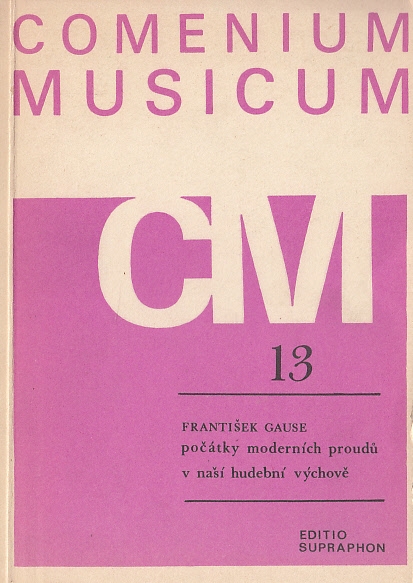 COMENIUM
MUSICUM
CM
13
FRANTIŠEK GAUSE
počátky moderních proudů
v naší hudební výchově
EDITIO
SUPRAPHON